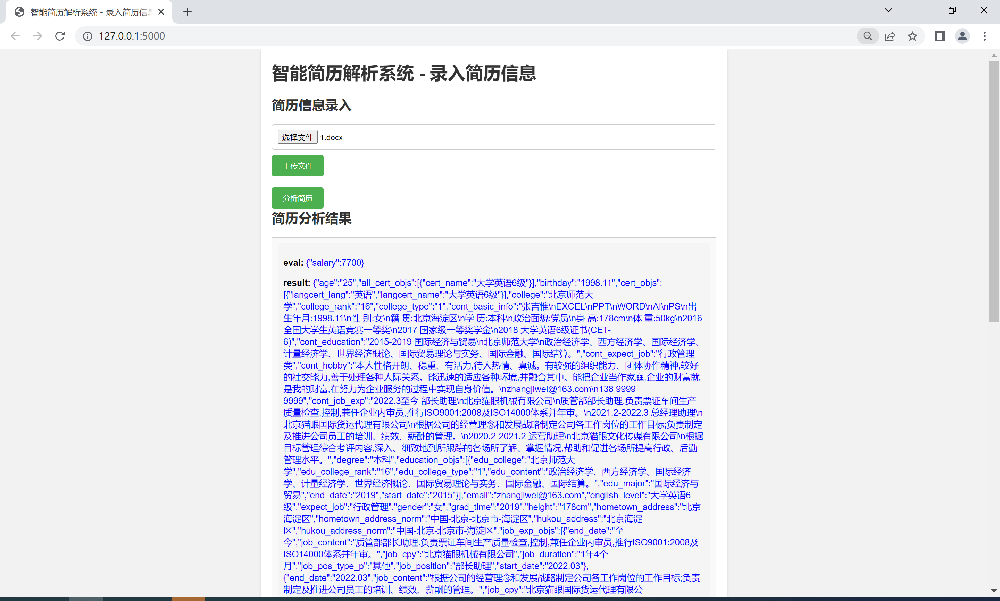 智能简历解析系统 - 录入简历信息
127.0.0.1:5000
智能简历解析系统 - 录入简历信息
简历信息录入
选择文件 1.docx
上传文件
分析简历
简历分析结果
eval: {"salary":7700}
result: {"age":"25","all_cert_objs":[{"cert_name":"大学英语6级"}],"birthday":"1998.11","cert_objs":
[{"langcert_lang":"英语","langcert_name":"大学英语6级"}],"college":"北京师范大
学","college_rank":"16","college_type":"1","cont_basic_info":"张吉惟\nEXCEL\nPPT\nWORD\nAI\nPS\n出
生年月:1998.11\n性 别:女\n籍 贯:北京海淀区\n学 历:本科\n政治面貌:党员\n身 高:178cm\n体 重:50kg\n2016
全国大学生英语竞赛一等奖\n2017 国家级一等奖学金\n2018 大学英语6级证书(CET-
6)","cont_education":"2015-2019 国际经济与贸易\n北京师范大学\n政治经济学、西方经济学、国际经济学、
计量经济学、世界经济概论、国际贸易理论与实务、国际金融、国际结算。","cont_expect_job":"行政管理
类","cont_hobby":"本人性格开朗、稳重、有活力,待人热情、真诚。有较强的组织能力、团体协作精神,较好
的社交能力,善于处理各种人际关系。能迅速的适应各种环境,并融合其中。能把企业当作家庭,企业的财富就
是我的财富,在努力为企业服务的过程中实现自身价值。\nzhangjiwei@163.com\n138 9999
9999","cont_job_exp":"2022.3至今 部长助理\n北京猫眼机械有限公司\n质管部部长助理.负责票证车间生产
质量检查,控制,兼任企业内审员,推行ISO9001:2008及ISO14000体系并年审。\n2021.2-2022.3 总经理助理\n
北京猫眼国际货运代理有限公司\n根据公司的经营理念和发展战略制定公司各工作岗位的工作目标;负责制定
及推进公司员工的培训、绩效、薪酬的管理。\n2020.2-2021.2 运营助理\n北京猫眼文化传媒有限公司\n根据
目标管理综合考评内容,深入、细致地到所跟踪的各场所了解、掌握情况,帮助和促进各场所提高行政、后勤
管理水平。","degree":"本科","education_objs":[{"edu_college":"北京师范大
学","edu_college_rank":"16","edu_college_type":"1","edu_content":"政治经济学、西方经济学、国际经济
学、计量经济学、世界经济概论、国际贸易理论与实务、国际金融、国际结算。","edu_major":"国际经济与
贸易","end_date":"2019","start_date":"2015"}],"email":"zhangjiwei@163.com","english_level":"大学英语6
级","expect_job":"行政管理","gender":"女","grad_time":"2019","height":"178cm","hometown_address":"北京
海淀区","hometown_address_norm":"中国-北京-北京市-海淀区","hukou_address":"北京海淀
区","hukou_address_norm":"中国-北京-北京市-海淀区","job_exp_objs":[{"end_date":"至
今","job_content":"质管部部长助理.负责票证车间生产质量检查,控制,兼任企业内审员,推行ISO9001:2008及
ISO14000体系并年审。","job_cpy":"北京猫眼机械有限公司","job_duration":"1年4个
月","job_pos_type_p":"其他","job_position":"部长助理","start_date":"2022.03"},
{"end_date":"2022.03","job_content":"根据公司的经营理念和发展战略制定公司各工作岗位的工作目标;负责
制定及推进公司员工的培训、绩效、薪酬的管理。","job_cpy":"北京猫眼国际货运代理有限公